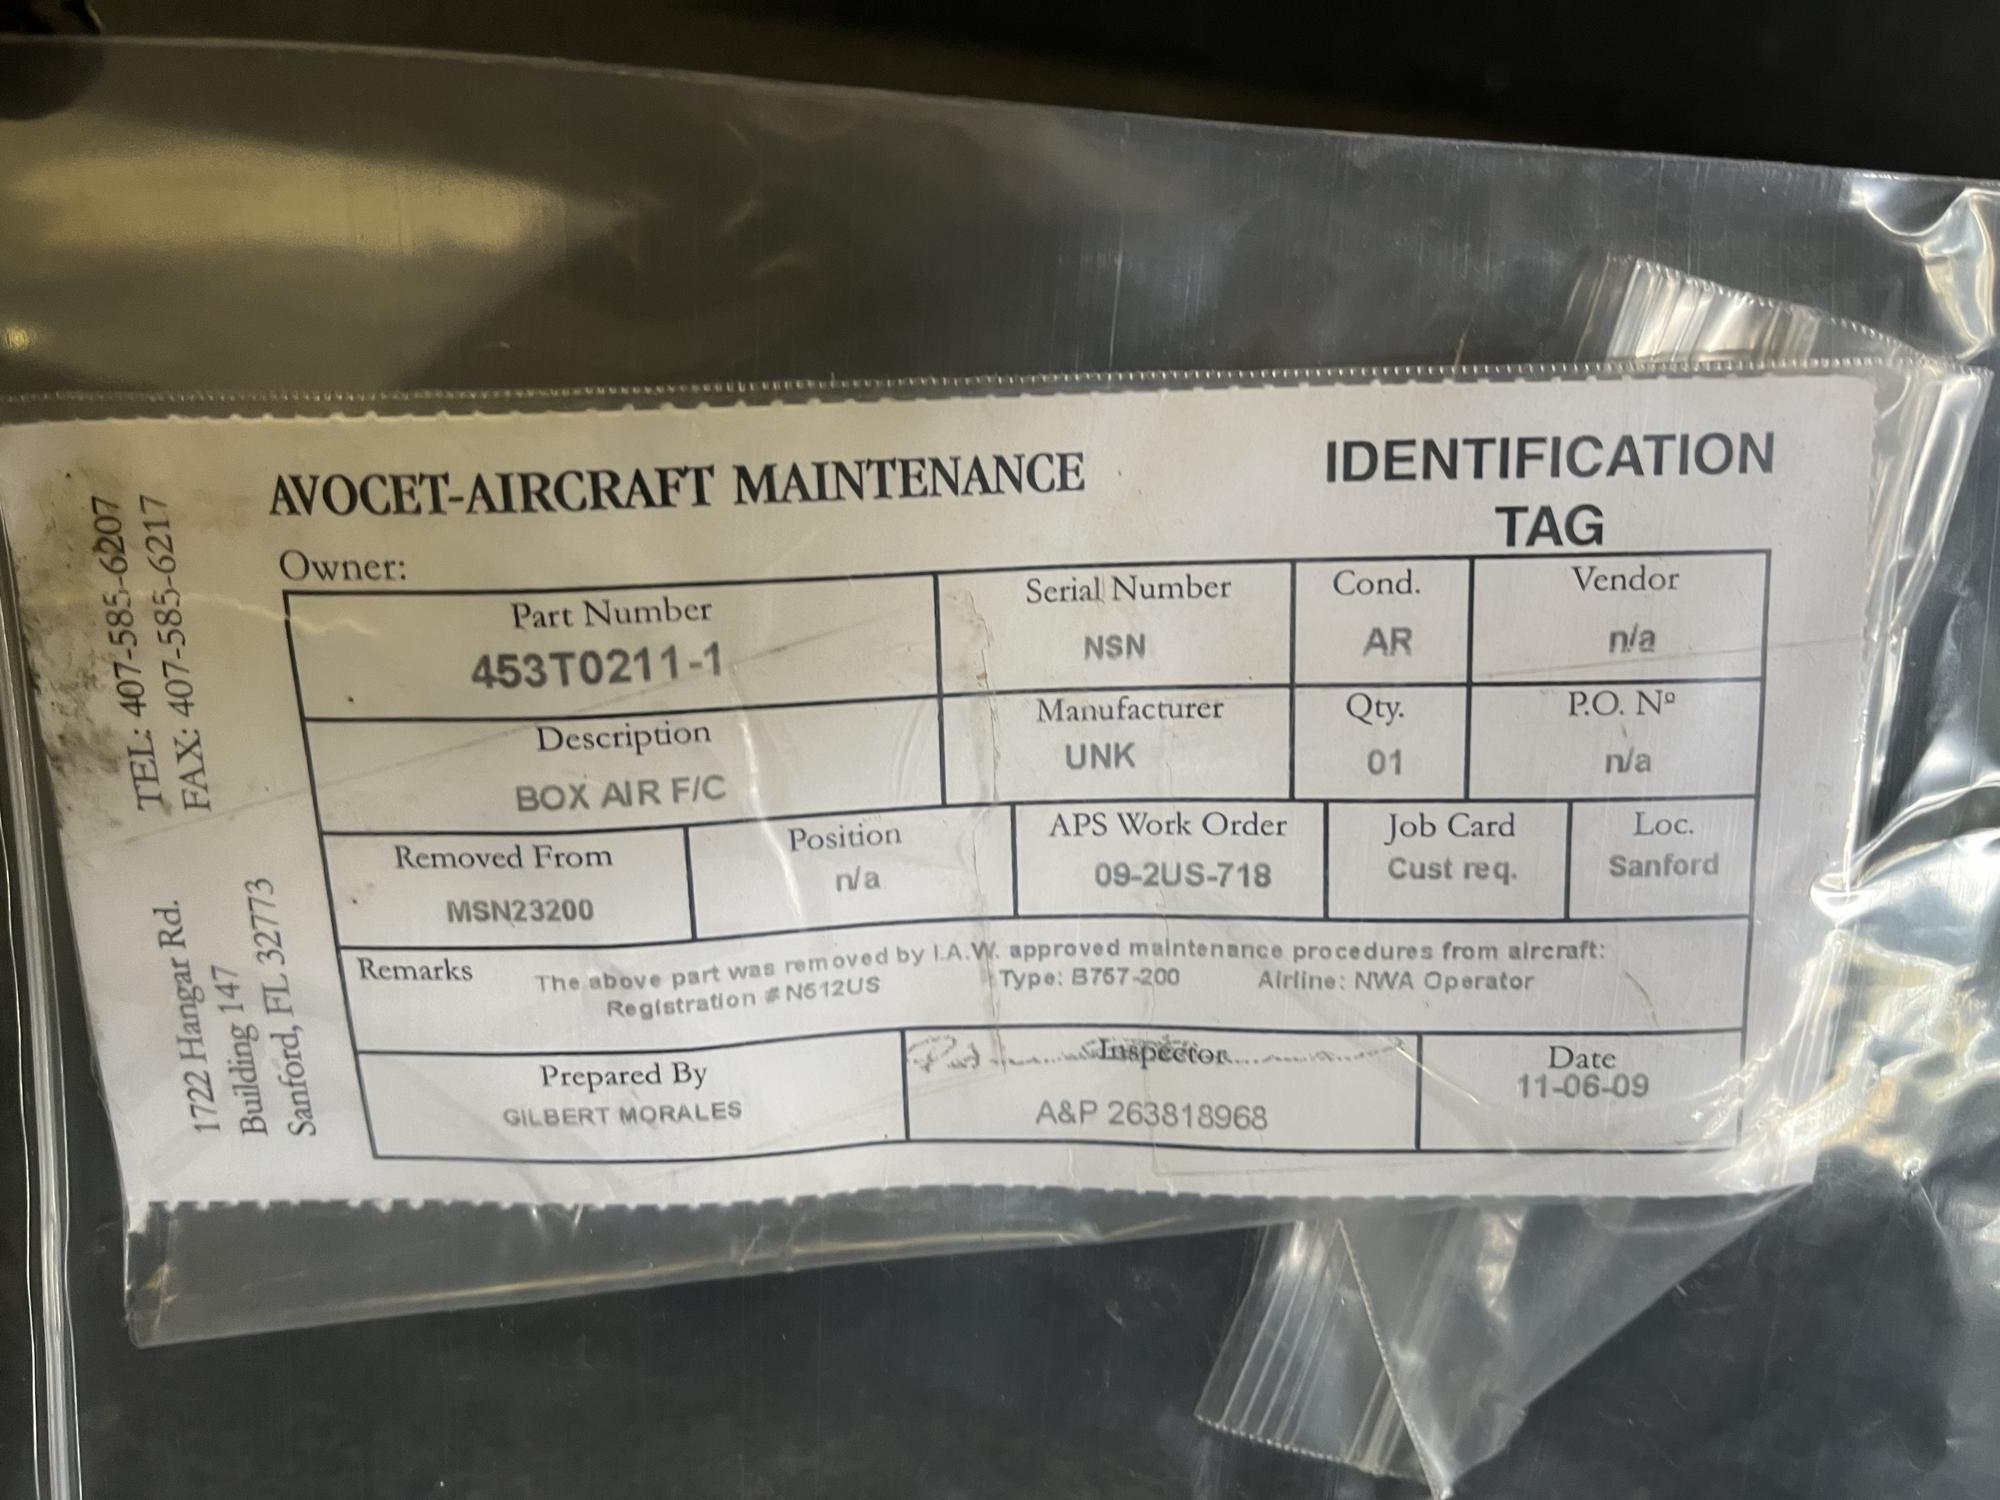 AVOCET-AIRCRAFT MAINTENANCE
IDENTIFICATION
TAG
TEL: 407-585-6207
FAX: 407-585-6217
1722 Hangar Rd.
Building 147
Sanford, FL 32773
Owner:
Part Number
453T0211-1
Serial Number
NSN
Cond.
AR
Vendor
n/a
Description
BOX AIR F/C
Manufacturer
UNK
Qty.
01
P.O. Nº
n/a
Removed From
MSN23200
Position
n/a
APS Work Order
09-2US-718
Job Card
Cust req.
Loc.
Sanford
Remarks
The above part was removed by I.A.W. approved maintenance procedures from aircraft:
Registration # N512US Type: B757-200 Airline: NWA Operator
Prepared By
GILBERT MORALES
Inspector
A&P 263818968
Date
11-06-09